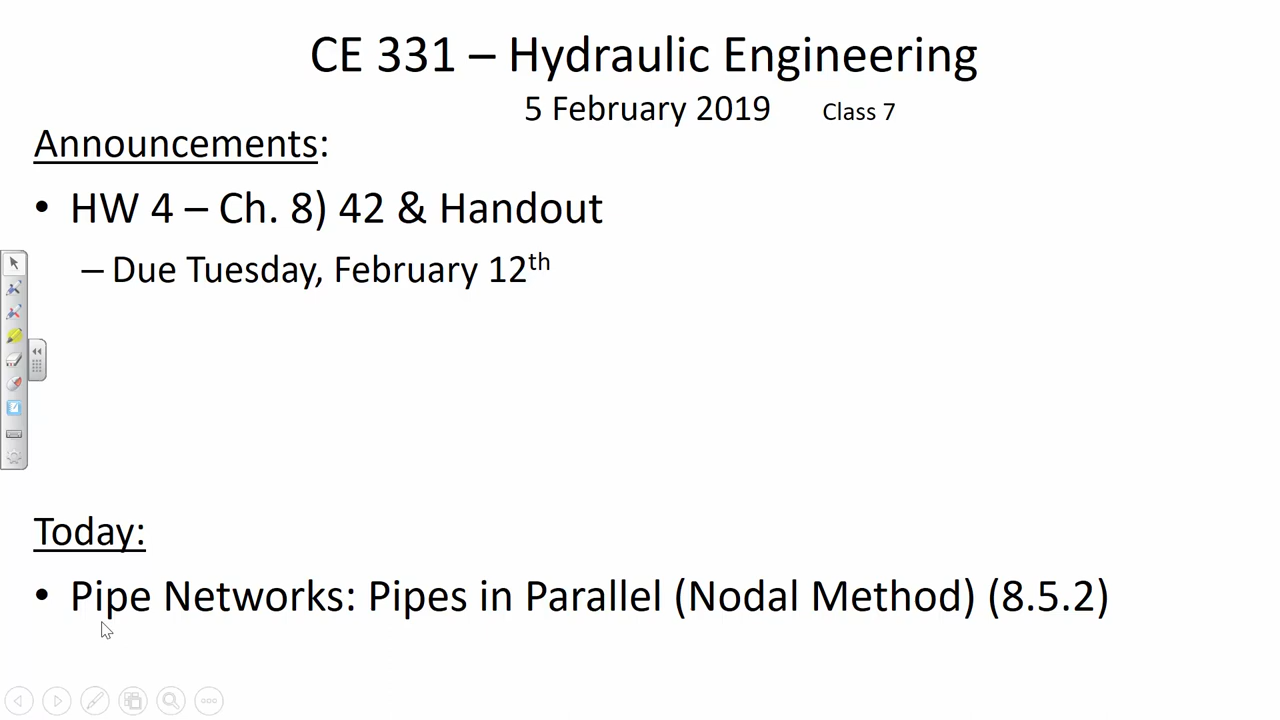 CE 331 – Hydraulic Engineering
5 February 2019 Class 7
Announcements:
• HW 4 – Ch. 8) 42 & Handout
– Due Tuesday, February 12th
Today:
• Pipe Networks: Pipes in Parallel (Nodal Method) (8.5.2)